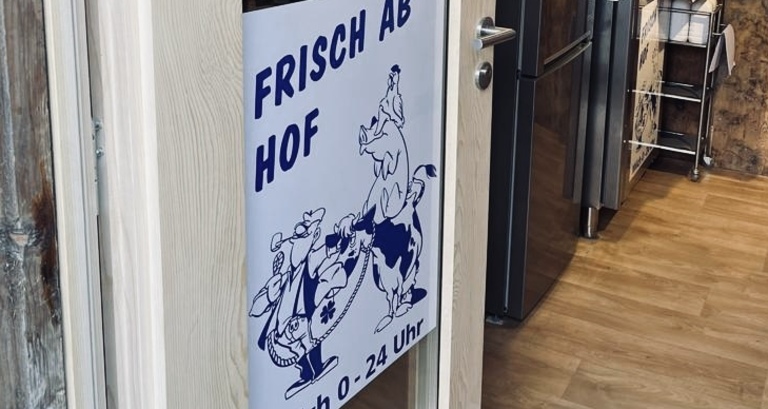 FRISCH AB
HOF
0 - 24 Uhr